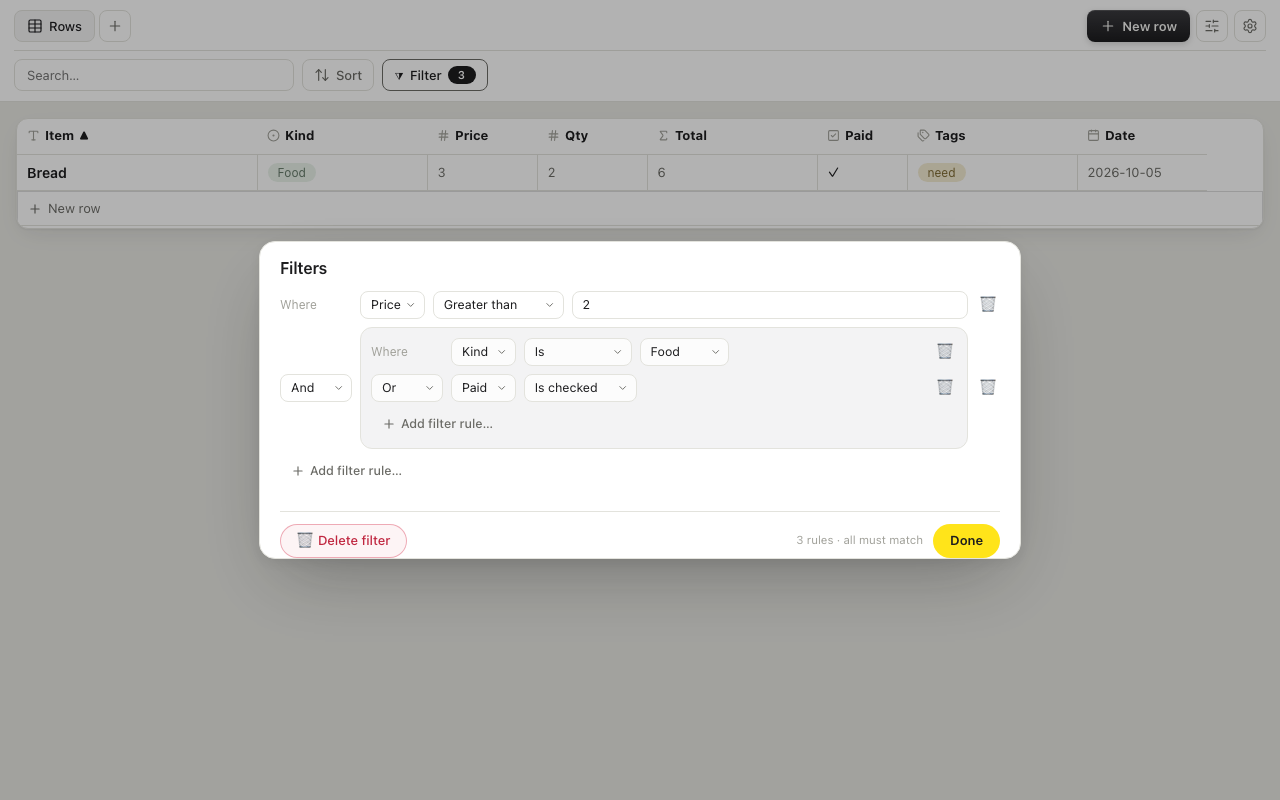 Rows
New row
Search...
Sort
Filter 3
Item Kind Price Qty Total Paid Tags Date
Bread Food 3 2 6 need 2026-10-05
New row
Filters
Where Price Greater than 2
Where Kind Is Food
And Or Paid Is checked
Add filter rule...
Add filter rule...
Delete filter 3 rules · all must match Done